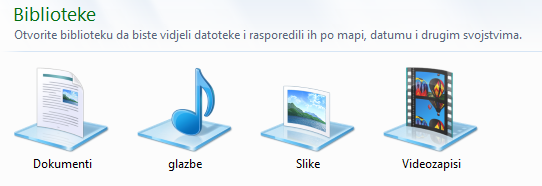 Biblioteke
Otvorite biblioteku da biste vidjeli datoteke i rasporedili ih po mapi, datumu i drugim svojstvima.
Dokumenti glazbe Slike Videozapisi